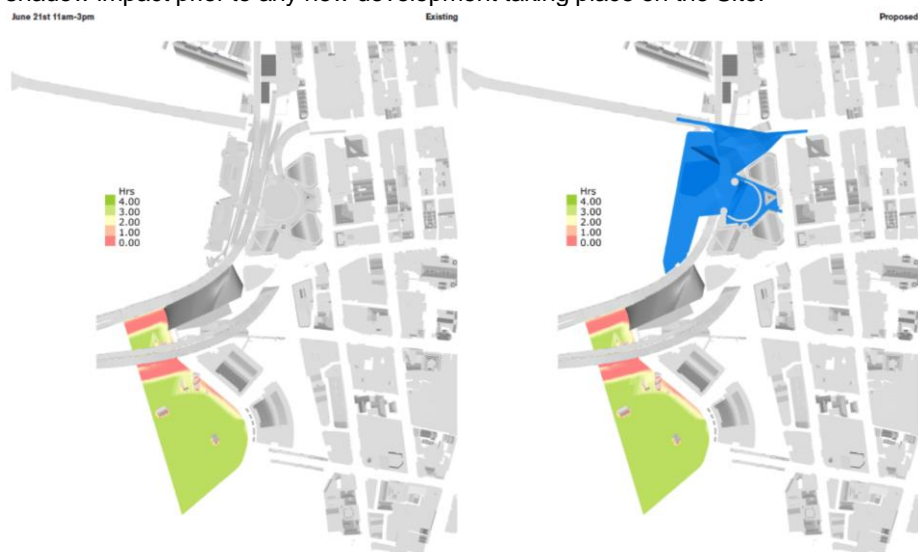 shadow impact prior to any new development taking place on the Site.
June 21st 11am-3pm
Existing
Proposed
Hrs
4.00
3.00
2.00
1.00
0.00
Hrs
4.00
3.00
2.00
1.00
0.00